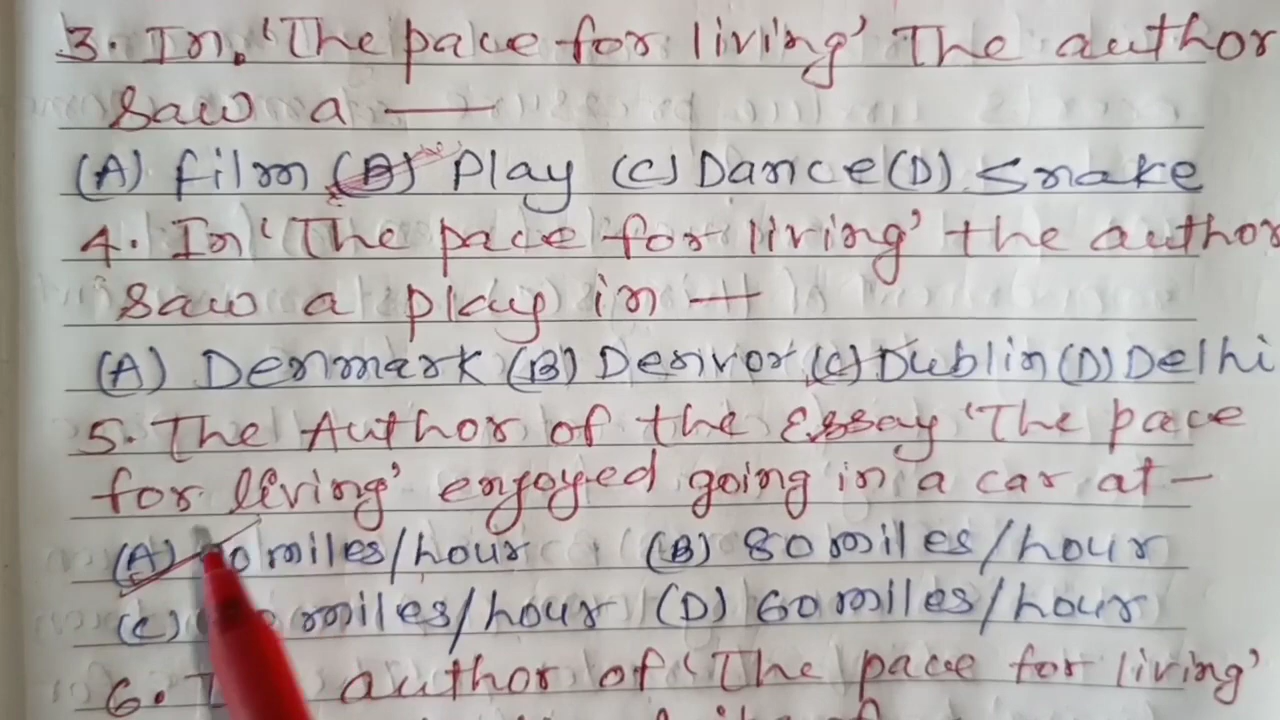 3. In 'The pace for living' The author
saw a —
(A) film (B) Play (C) Dance (D) Snake
4. In 'The pace for living' the author
saw a play in —
(A) Denmark (B) Denvor (C) Dublin (D) Delhi
5. The Author of the Essay 'The pace
for living' enjoyed going in a car at —
(A) miles/hour (B) 80 miles/hour
(C) miles/hour (D) 60 miles/hour
6. author of 'The pace for living'